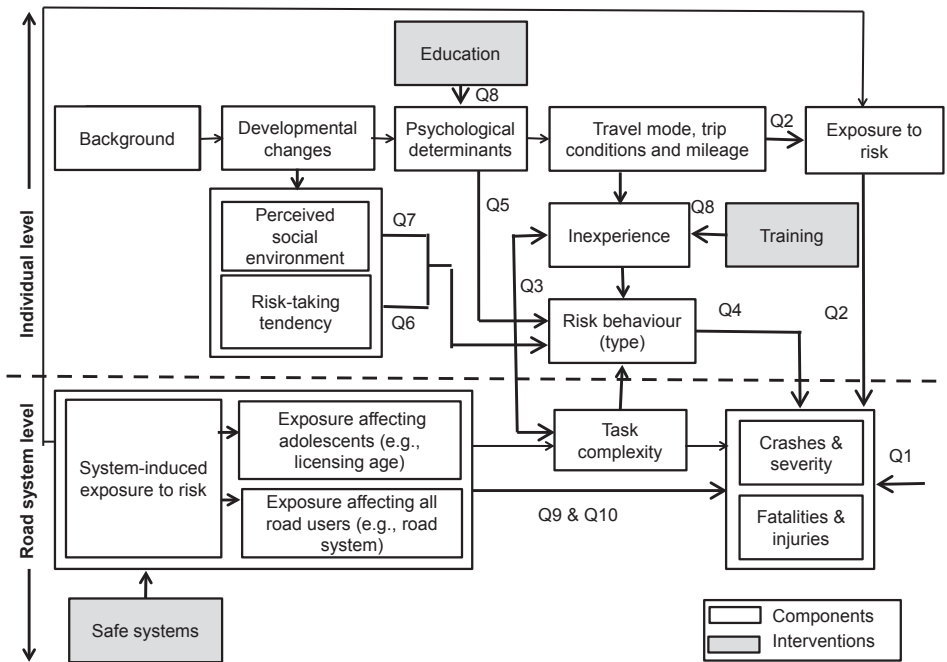 Education
Q8
Background
Developmental
changes
Psychological
determinants
Travel mode, trip
conditions and mileage
Q2
Exposure to
risk
Individual level
Perceived
social
environment
Risk-taking
tendency
Q7
Q6
Q5
Q3
Inexperience
Q8
Training
Risk behaviour
(type)
Q4
Q2
Road system level
System-induced
exposure to risk
Exposure affecting
adolescents (e.g.,
licensing age)
Exposure affecting all
road users (e.g., road
system)
Task
complexity
Q9 & Q10
Crashes &
severity
Fatalities &
injuries
Q1
Safe systems
Components
Interventions